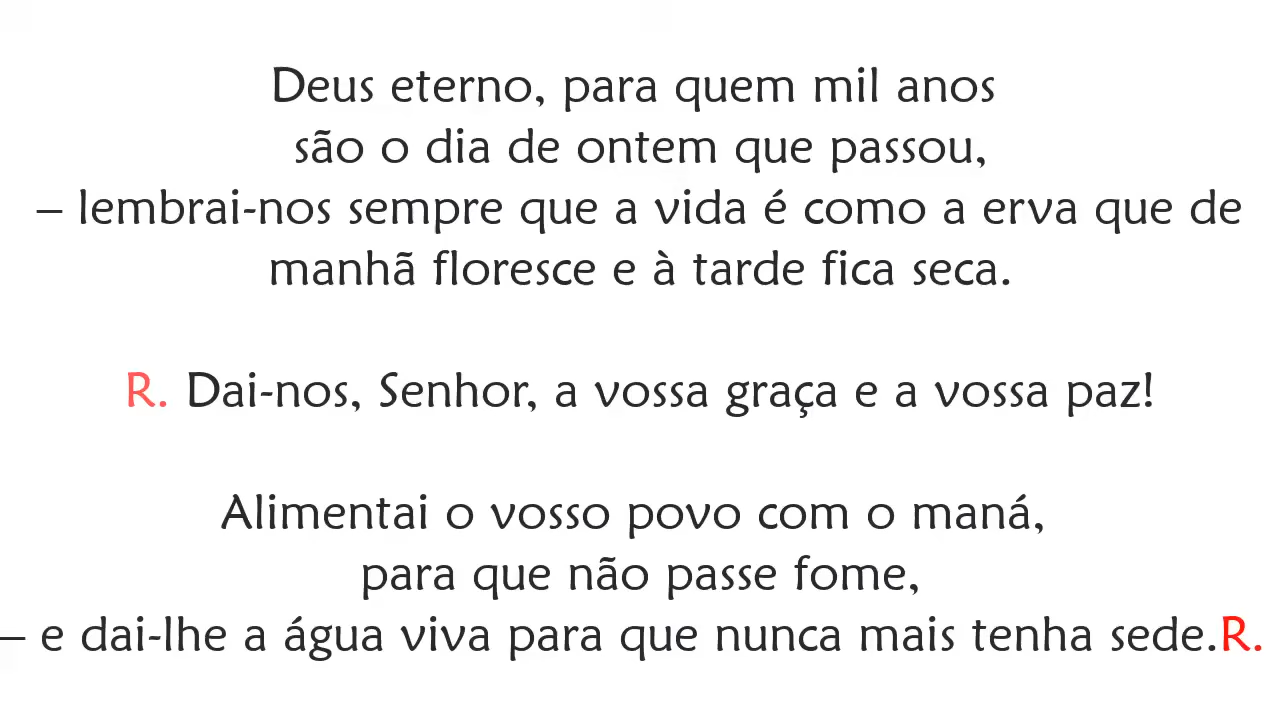 Deus eterno, para quem mil anos
são o dia de ontem que passou,
– lembrai-nos sempre que a vida é como a erva que de
manhã floresce e à tarde fica seca.
R. Dai-nos, Senhor, a vossa graça e a vossa paz!
Alimentai o vosso povo com o maná,
para que não passe fome,
– e dai-lhe a água viva para que nunca mais tenha sede.R.